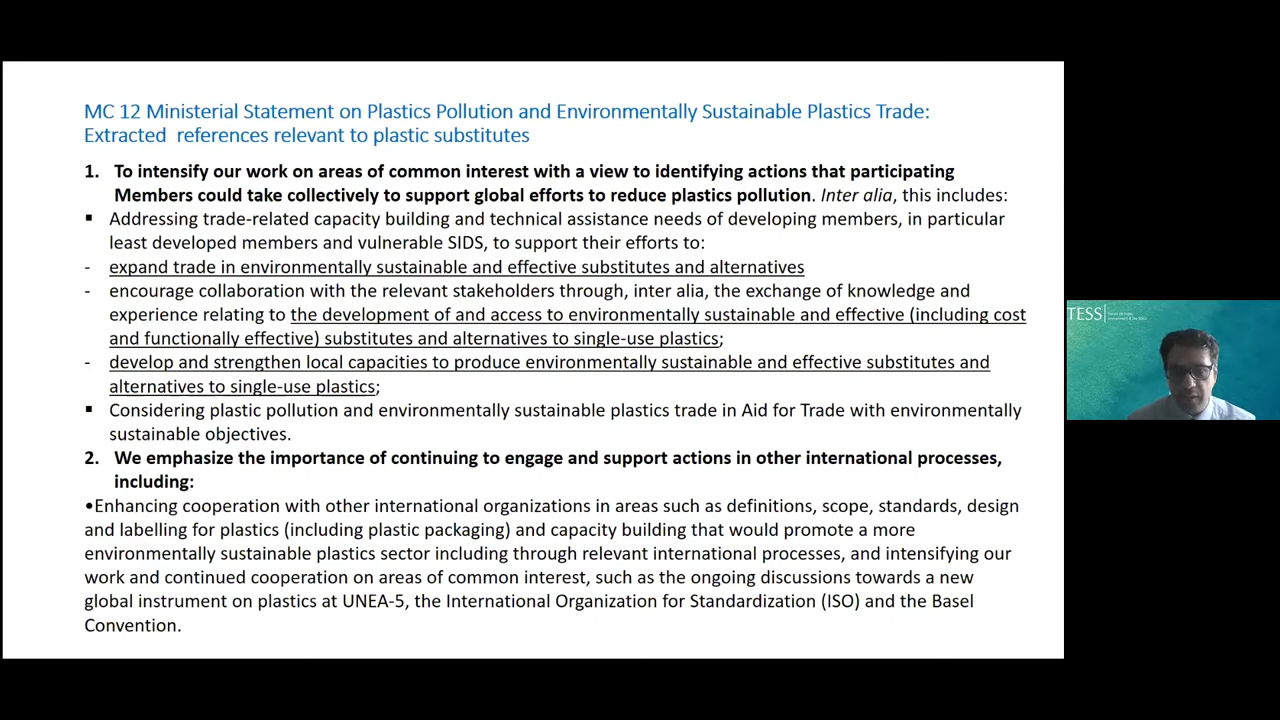 MC 12 Ministerial Statement on Plastics Pollution and Environmentally Sustainable Plastics Trade:
Extracted  references relevant to plastic substitutes
1. To intensify our work on areas of common interest with a view to identifying actions that participating
Members could take collectively to support global efforts to reduce plastics pollution. Inter alia, this includes:
▪ Addressing trade-related capacity building and technical assistance needs of developing members, in particular
least developed members and vulnerable SIDS, to support their efforts to:
- expand trade in environmentally sustainable and effective substitutes and alternatives
- encourage collaboration with the relevant stakeholders through, inter alia, the exchange of knowledge and
experience relating to the development of and access to environmentally sustainable and effective (including cost
and functionally effective) substitutes and alternatives to single-use plastics;
- develop and strengthen local capacities to produce environmentally sustainable and effective substitutes and
alternatives to single-use plastics;
▪ Considering plastic pollution and environmentally sustainable plastics trade in Aid for Trade with environmentally
sustainable objectives.
2. We emphasize the importance of continuing to engage and support actions in other international processes,
including:
•Enhancing cooperation with other international organizations in areas such as definitions, scope, standards, design
and labelling for plastics (including plastic packaging) and capacity building that would promote a more
environmentally sustainable plastics sector including through relevant international processes, and intensifying our
work and continued cooperation on areas of common interest, such as the ongoing discussions towards a new
global instrument on plastics at UNEA-5, the International Organization for Standardization (ISO) and the Basel
Convention.
TESS